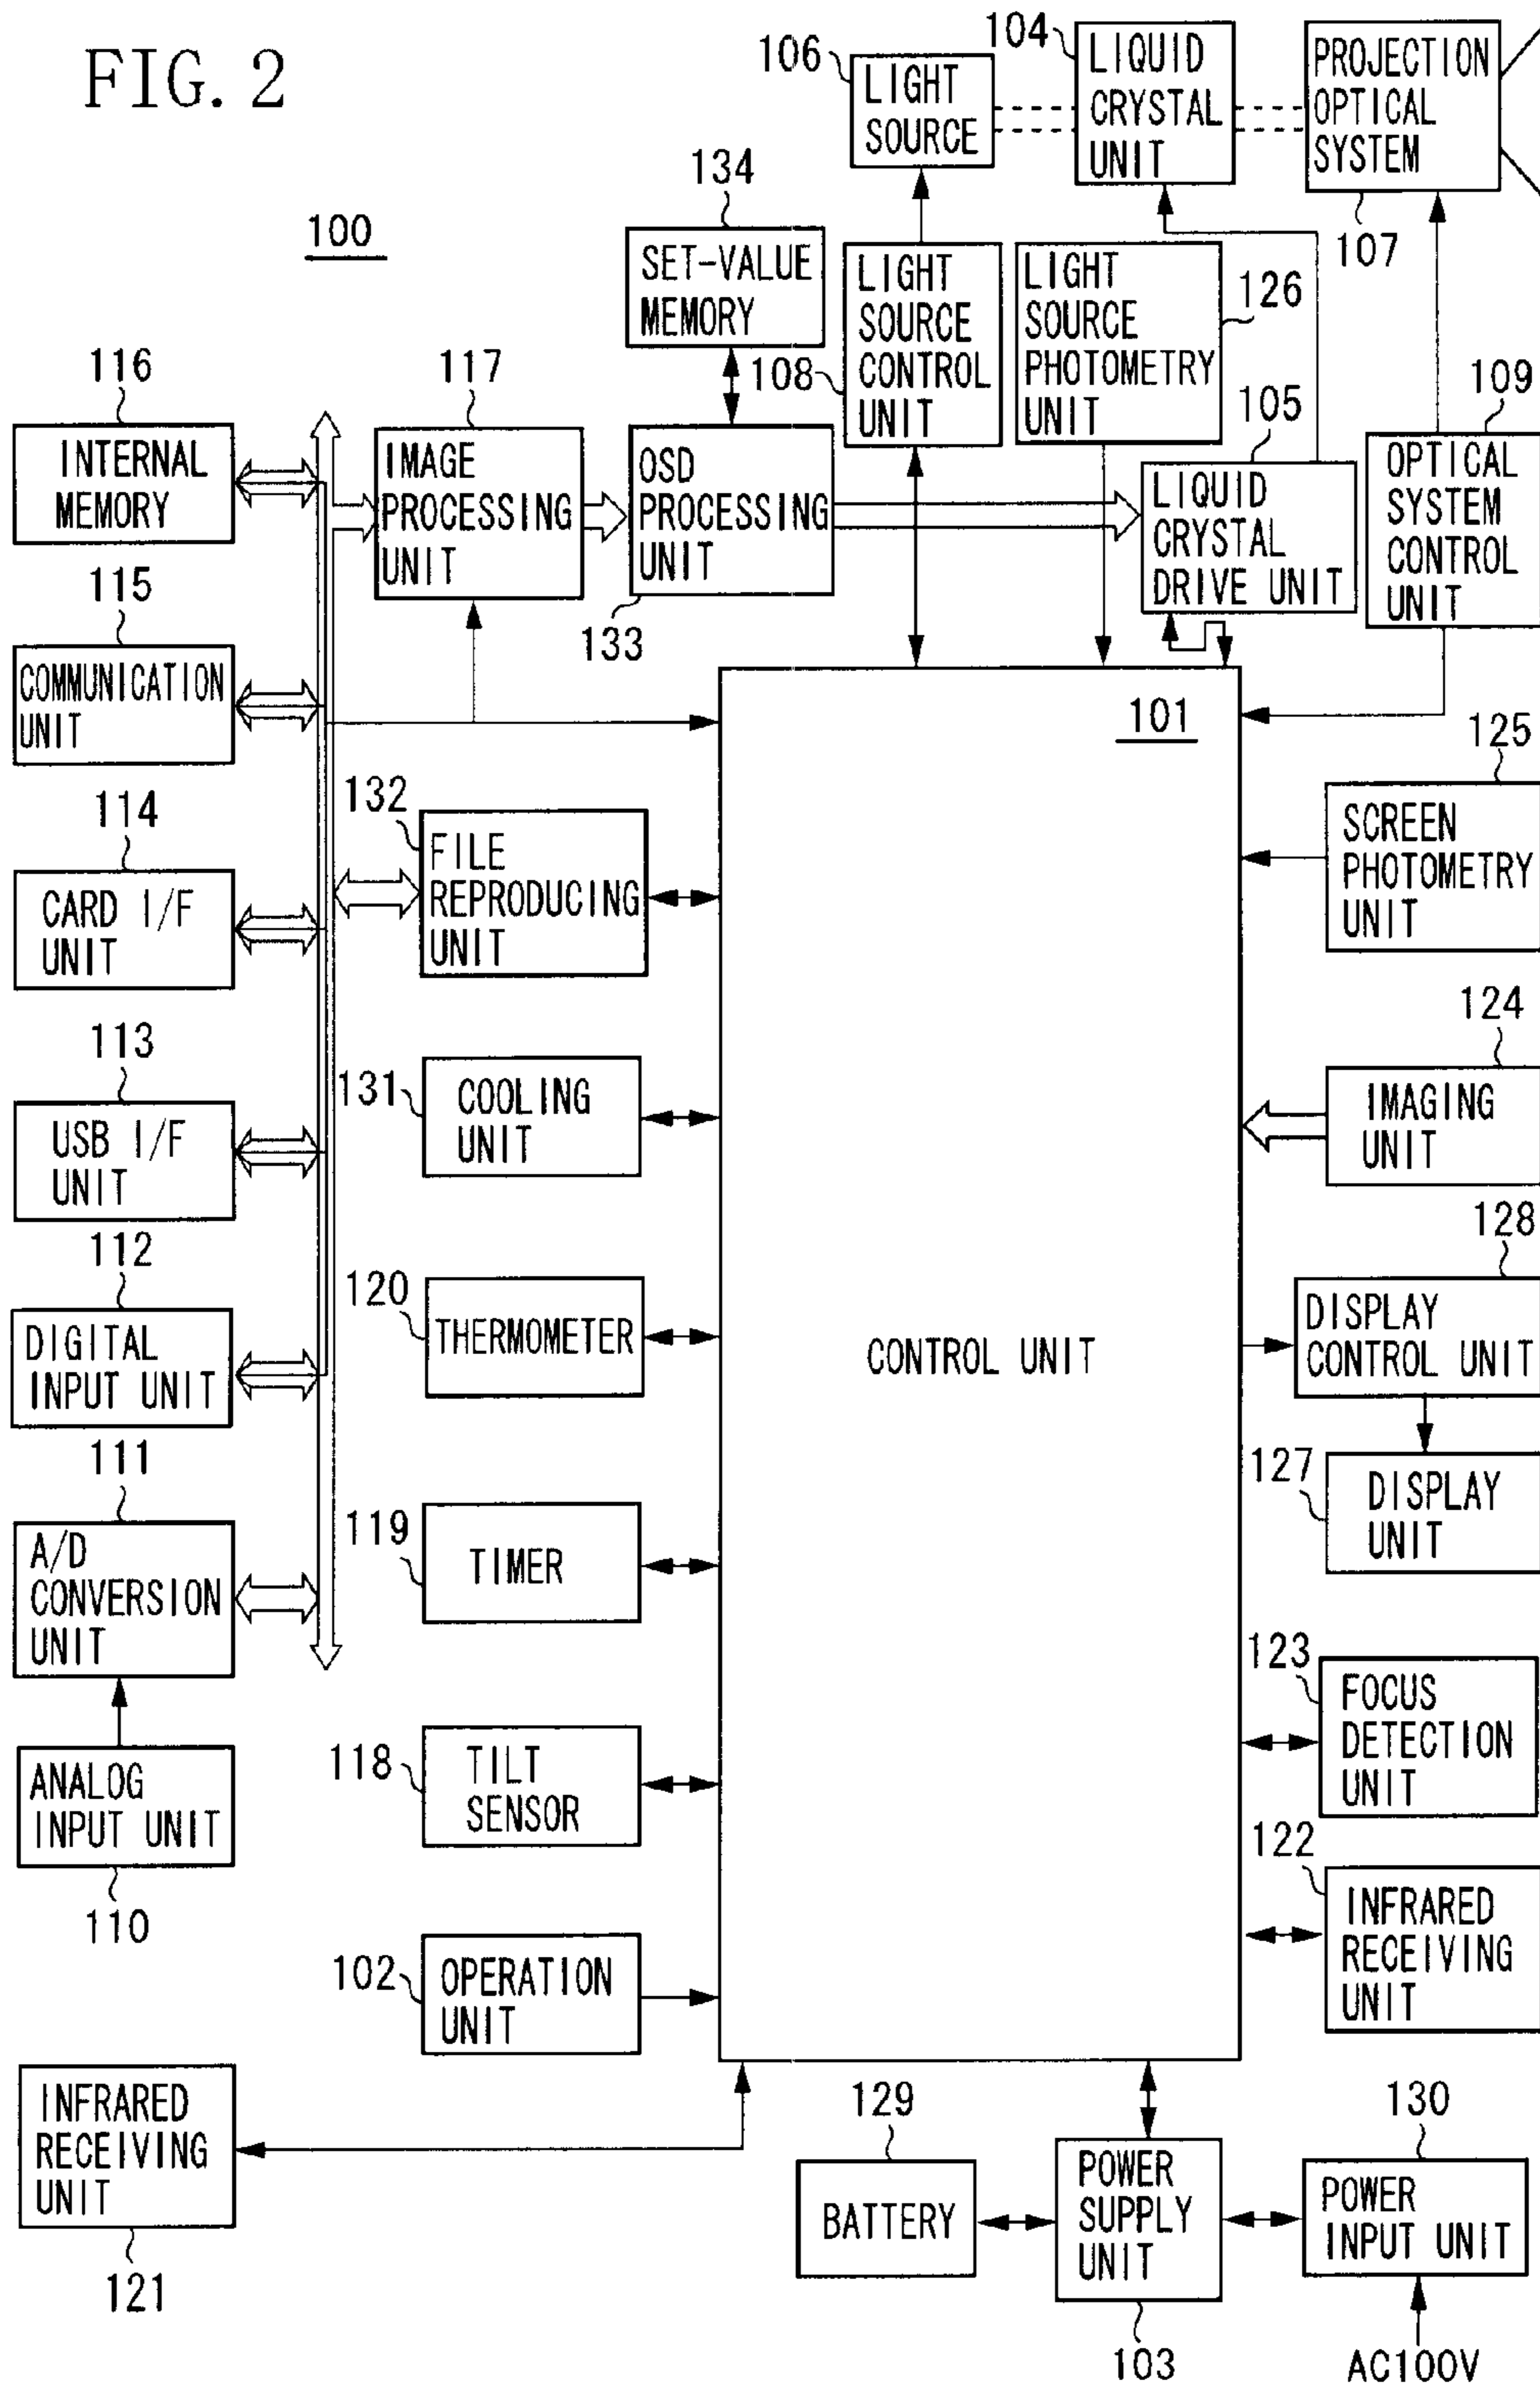 FIG. 2
100
106
LIGHT
SOURCE
104
LIQUID
CRYSTAL
UNIT
PROJECTION
OPTICAL
SYSTEM
107
134
SET-VALUE
MEMORY
LIGHT
SOURCE
CONTROL
UNIT
108
LIGHT
SOURCE
PHOTOMETRY
UNIT
126
116
INTERNAL
MEMORY
117
IMAGE
PROCESSING
UNIT
OSD
PROCESSING
UNIT
133
105
LIQUID
CRYSTAL
DRIVE UNIT
109
OPTICAL
SYSTEM
CONTROL
UNIT
115
COMMUNICATION
UNIT
101
CONTROL UNIT
125
SCREEN
PHOTOMETRY
UNIT
114
CARD I/F
UNIT
132
FILE
REPRODUCING
UNIT
113
USB I/F
UNIT
131
COOLING
UNIT
124
IMAGING
UNIT
112
DIGITAL
INPUT UNIT
120
THERMOMETER
128
DISPLAY
CONTROL UNIT
111
A/D
CONVERSION
UNIT
119
TIMER
127
DISPLAY
UNIT
ANALOG
INPUT UNIT
110
118
TILT
SENSOR
123
FOCUS
DETECTION
UNIT
102
OPERATION
UNIT
122
INFRARED
RECEIVING
UNIT
INFRARED
RECEIVING
UNIT
121
129
BATTERY
POWER
SUPPLY
UNIT
103
130
POWER
INPUT UNIT
AC100V